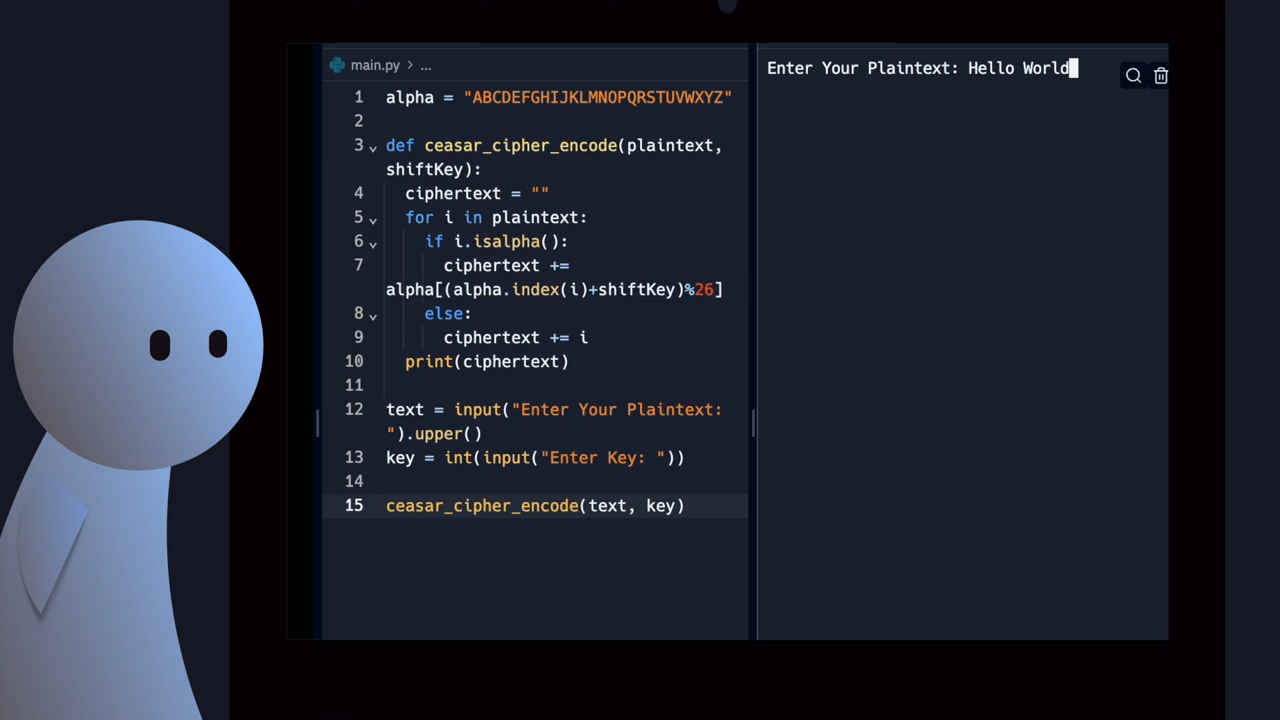 main.py > ...
1 alpha = "ABCDEFGHIJKLMNOPQRSTUVWXYZ"
2
3 def ceasar_cipher_encode(plaintext,
shiftKey):
4 ciphertext = ""
5 for i in plaintext:
6 if i.isalpha():
7 ciphertext +=
alpha[(alpha.index(i)+shiftKey)%26]
8 else:
9 ciphertext += i
10 print(ciphertext)
11
12 text = input("Enter Your Plaintext:
").upper()
13 key = int(input("Enter Key: "))
14
15 ceasar_cipher_encode(text, key)
Enter Your Plaintext: Hello World